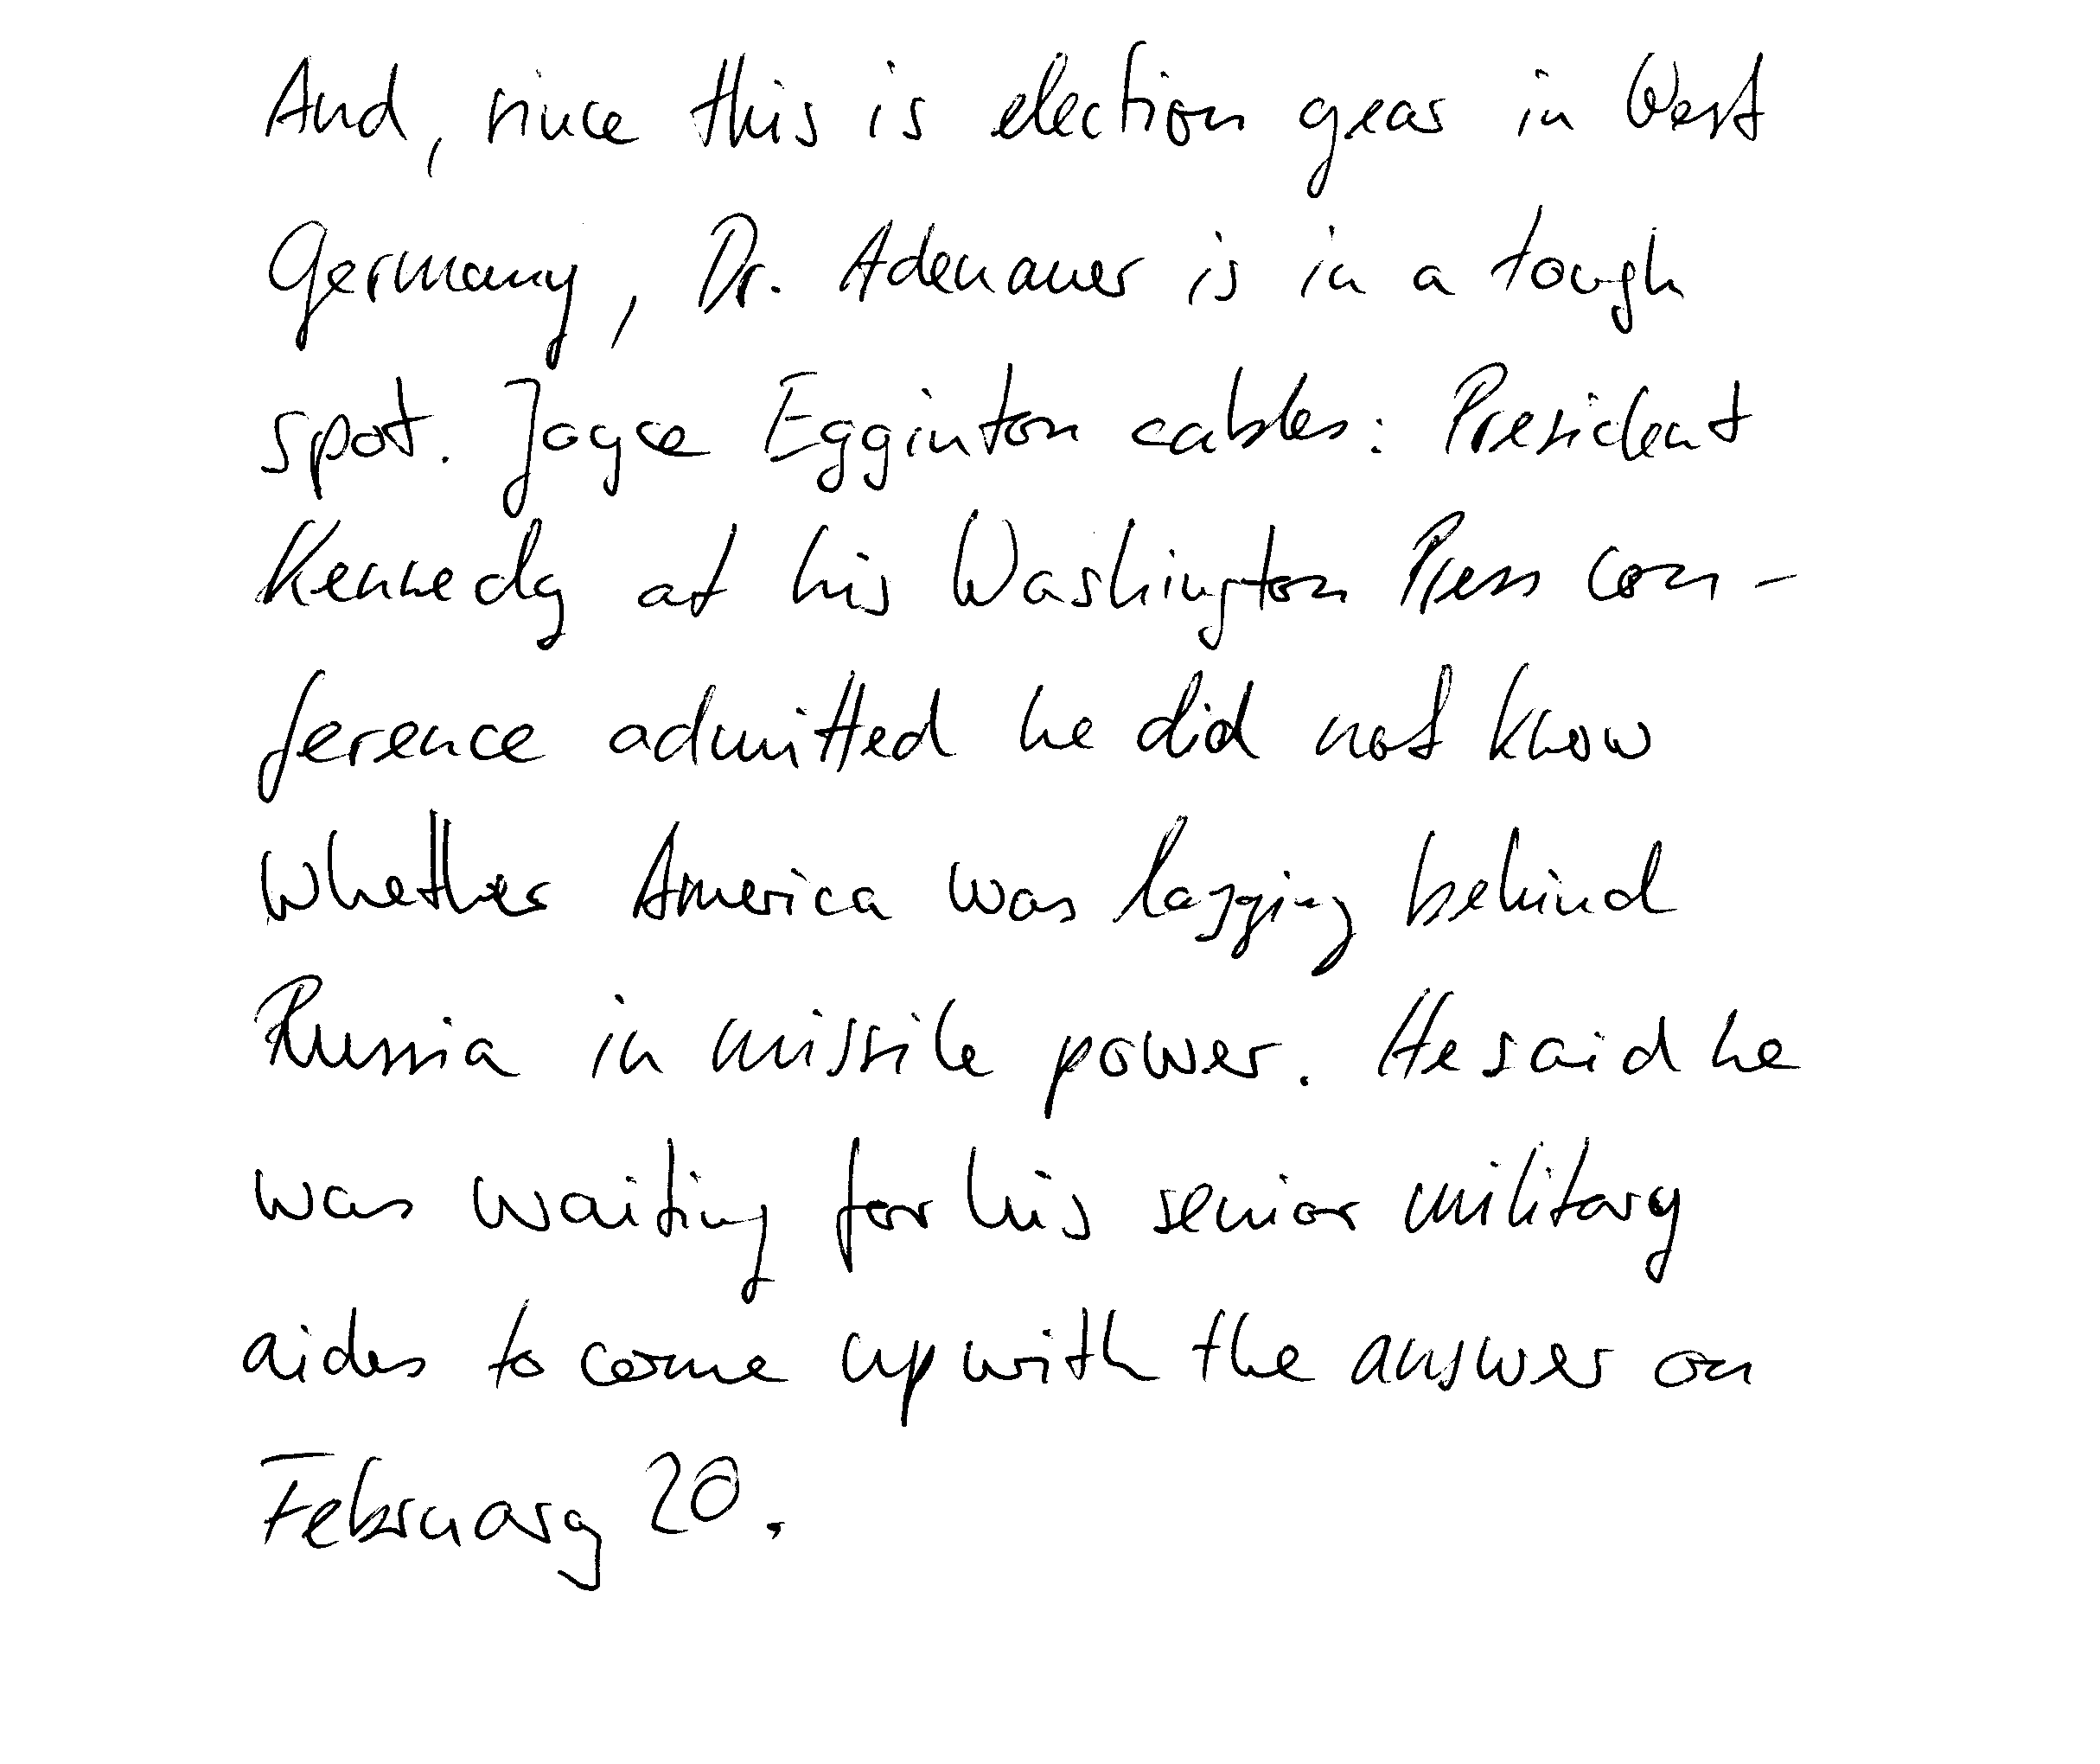 And, since this is election year in West
Germany, Dr. Adenauer is in a tough
spot. Joyce Egginton cables: President
Kennedy at his Washington Press con-
ference admitted he did not know
whether America was lagging behind
Russia in missile power. He said he
was waiting for his senior military
aides to come up with the answer on
February 20.